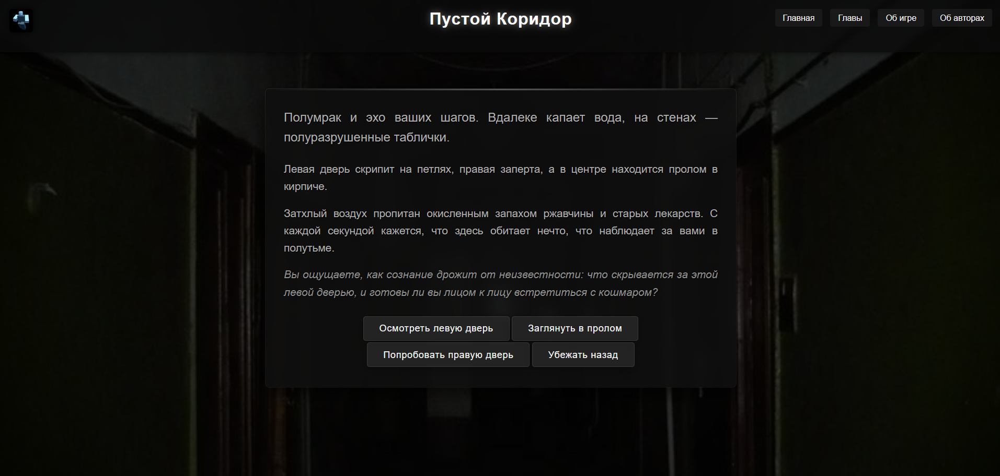 Пустой Коридор
Главная
Главы
Об игре
Об авторах
Полумрак и эхо ваших шагов. Вдалеке капает вода, на стенах —
полуразрушенные таблички.
Левая дверь скрипит на петлях, правая заперта, а в центре находится пролом в
кирпиче.
Затхлый воздух пропитан окисленным запахом ржавчины и старых лекарств. С
каждой секундой кажется, что здесь обитает нечто, что наблюдает за вами в
полутьме.
Вы ощущаете, как сознание дрожит от неизвестности: что скрывается за этой
левой дверью, и готовы ли вы лицом к лицу встретиться с кошмаром?
Осмотреть левую дверь
Заглянуть в пролом
Попробовать правую дверь
Убежать назад